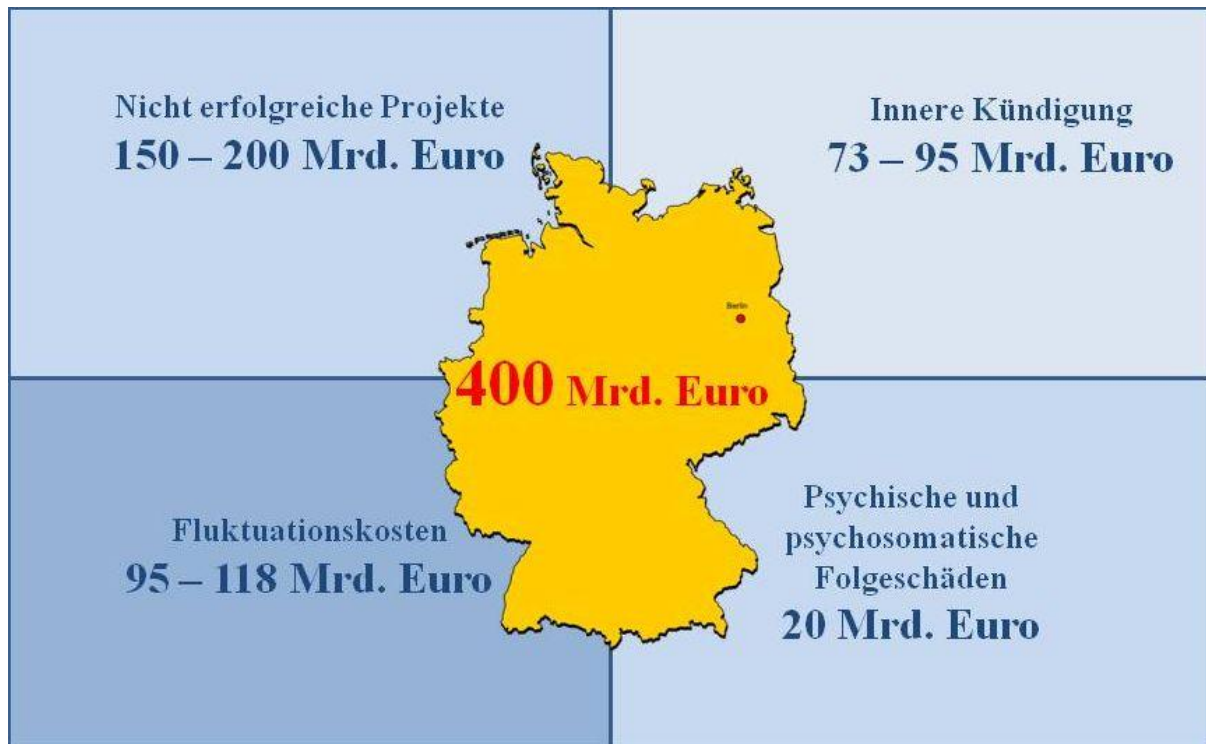 Nicht erfolgreiche Projekte
150 – 200 Mrd. Euro
Innere Kündigung
73 – 95 Mrd. Euro
Berlin
400 Mrd. Euro
Fluktuationskosten
95 – 118 Mrd. Euro
Psychische und
psychosomatische
Folgeschäden
20 Mrd. Euro